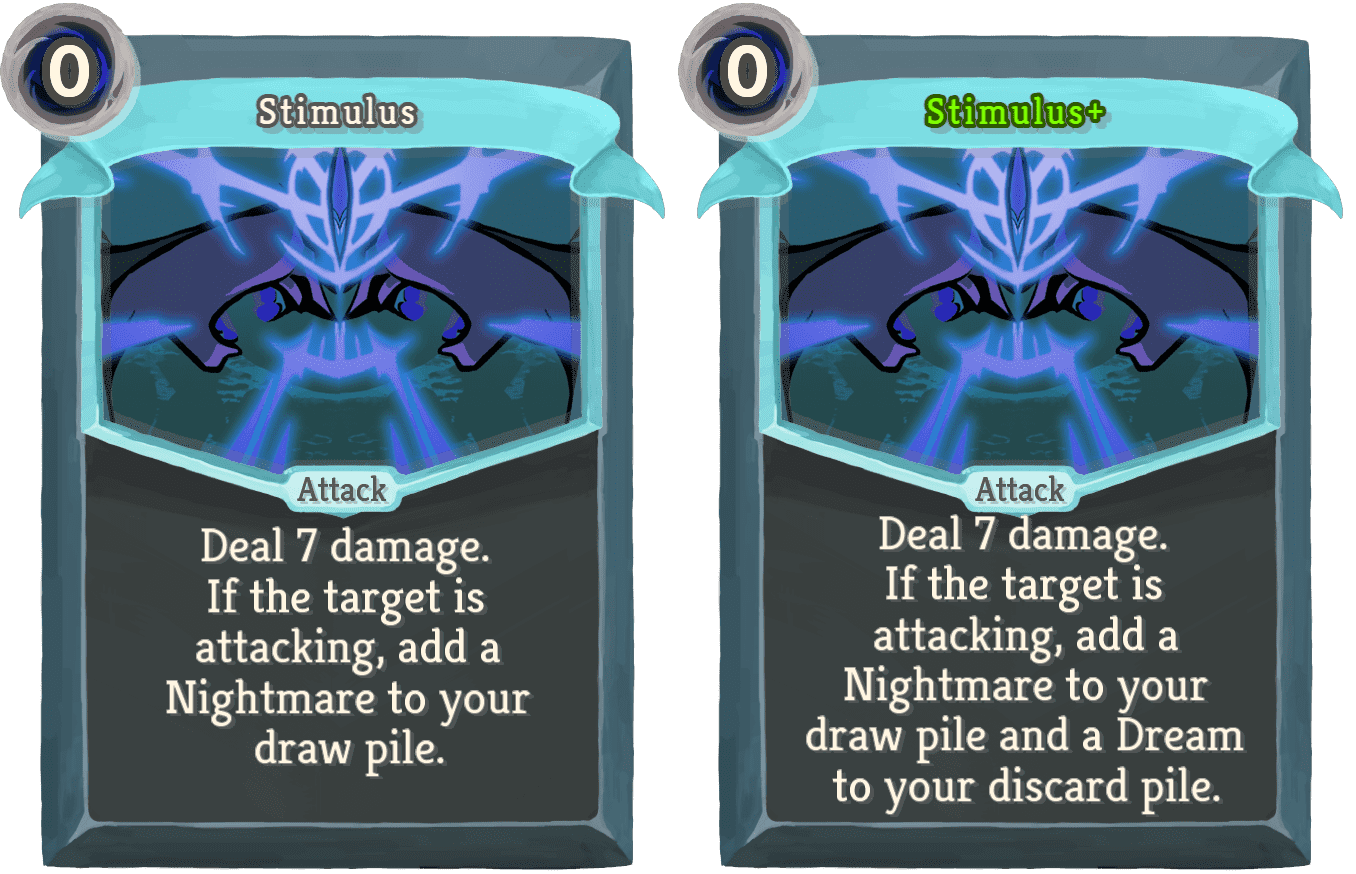 0
Stimulus
Attack
Deal 7 damage.
If the target is
attacking, add a
Nightmare to your
draw pile.
0
Stimulus+
Attack
Deal 7 damage.
If the target is
attacking, add a
Nightmare to your
draw pile and a Dream
to your discard pile.